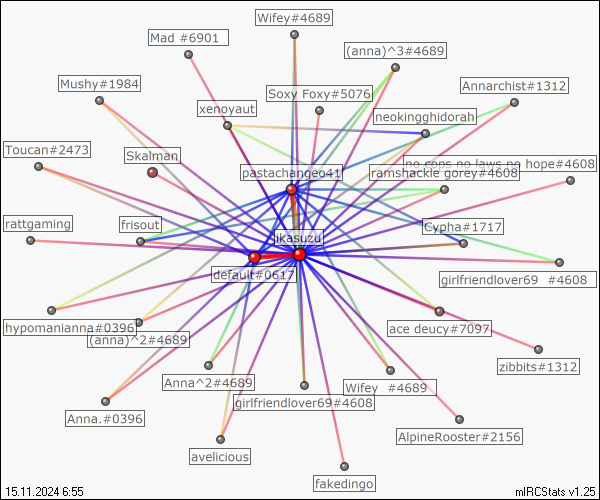 Wifey#4689
Mad #6901
(anna)^3#4689
Mushy#1984
Annarchist#1312
Soxy Foxy#5076
xenoyaut
neokingghidorah
Toucan#2473
Skalman
no cops no laws no hope#4608
pastachangeo41
ramshackle gorey#4608
rattgaming
frisout
Cypha#1717
ikasuzu
default#0617
girlfriendlover69 #4608
hypomanianna#0396
(anna)^2#4689
ace deucy#7097
zibbits#1312
Anna^2#4689
Wifey #4689
girlfriendlover69#4608
Anna.#0396
AlpineRooster#2156
avelicious
fakedingo
15.11.2024 6:55
mIRCStats v1.25